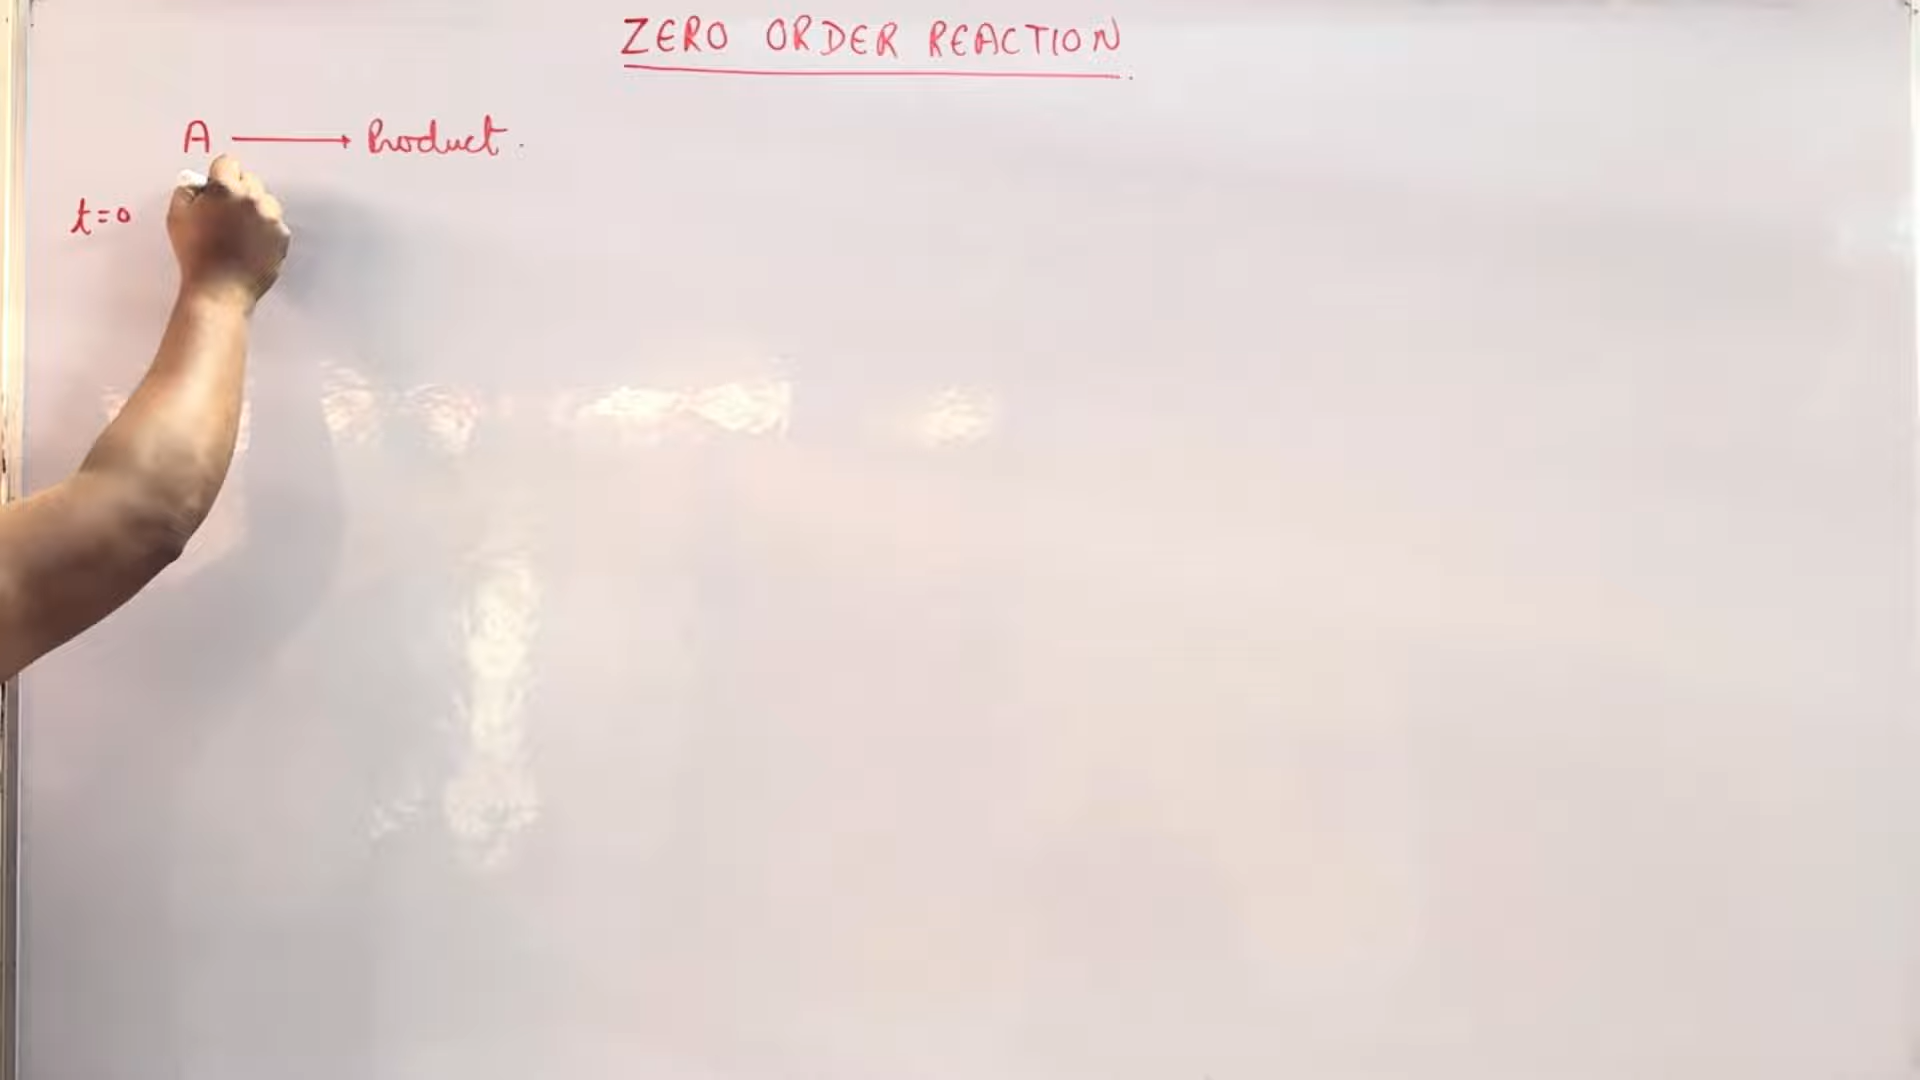 ZERO ORDER REACTION
A ⟶ Product.
t=0